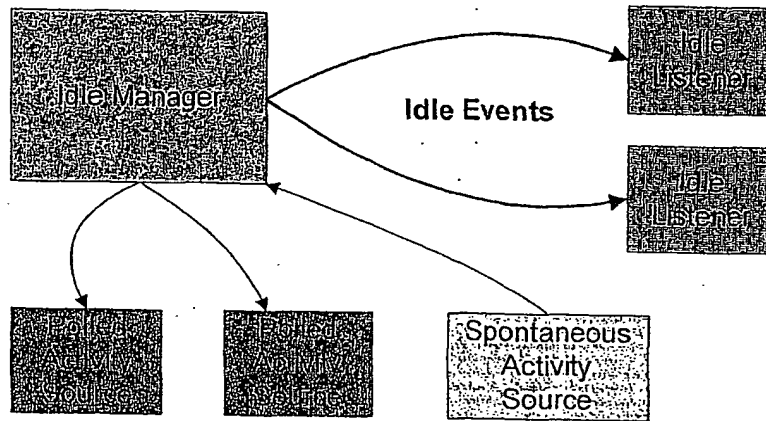 Idle Manager
Idle Events
Idle
Listener
Idle
Listener
Polled
Activity
Source
Polled
Activity
Source
Spontaneous
Activity
Source